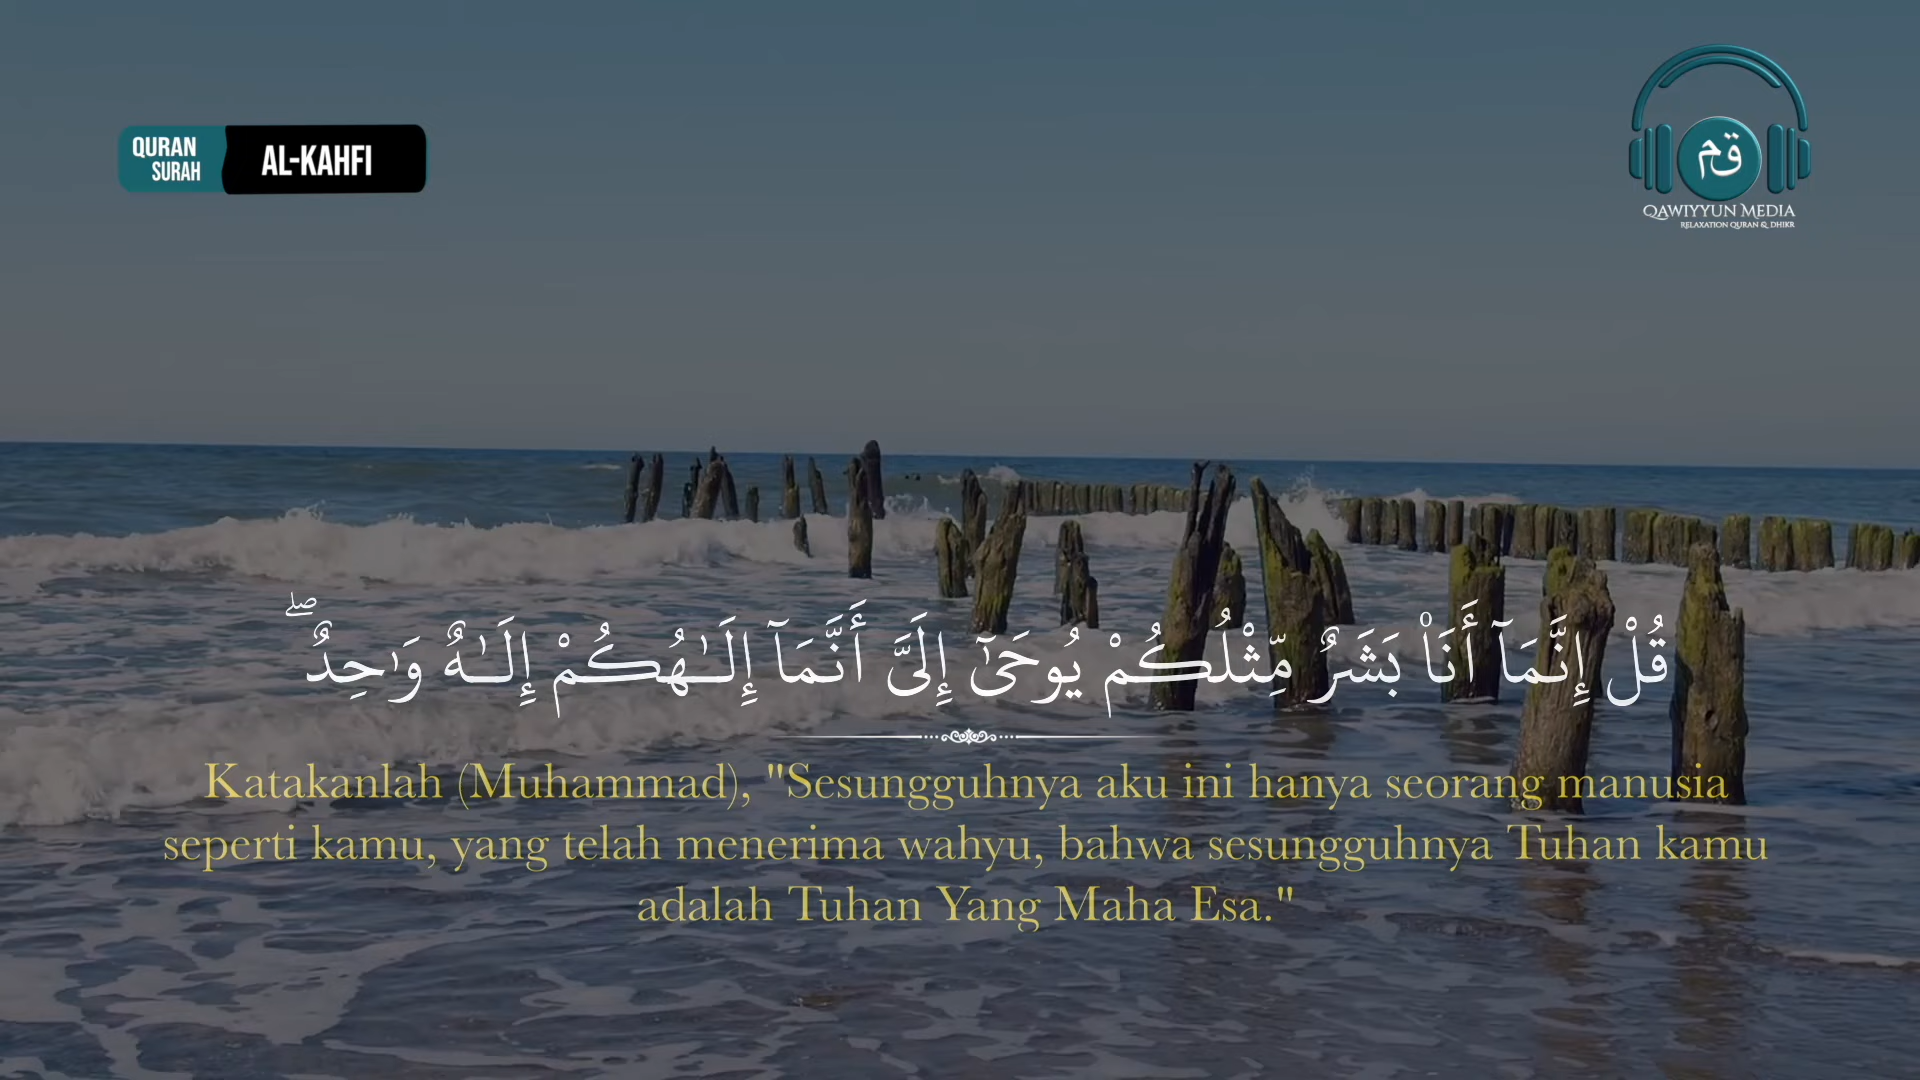 QURAN
SURAH
AL-KAHFI
قم
QAWIYYUN MEDIA
RELAXATION QURAN & DHIKR
قُلْ إِنَّمَآ أَنَا۠ بَشَرٌ مِّثْلُكُمْ يُوحَىٰٓ إِلَىَّ أَنَّمَآ إِلَـٰهُكُمْ إِلَـٰهٌ وَٰحِدٌ ۖ
Katakanlah (Muhammad), "Sesungguhnya aku ini hanya seorang manusia
seperti kamu, yang telah menerima wahyu, bahwa sesungguhnya Tuhan kamu
adalah Tuhan Yang Maha Esa."